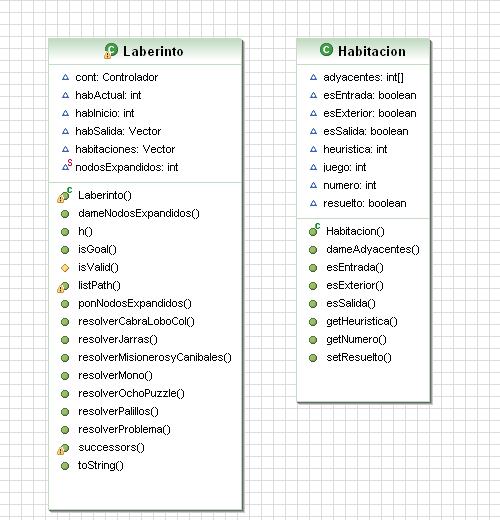 C Laberinto
cont: Controlador
habActual: int
habInicio: int
habSalida: Vector
habitaciones: Vector
S nodosExpandidos: int
C Laberinto()
dameNodosExpandidos()
h()
isGoal()
isValid()
listPath()
ponNodosExpandidos()
resolverCabraLoboCol()
resolverJarras()
resolverMisionerosyCanibales()
resolverMono()
resolverOchoPuzzle()
resolverPalillos()
resolverProblema()
successors()
toString()
C Habitacion
adyacentes: int[]
esEntrada: boolean
esExterior: boolean
esSalida: boolean
heuristica: int
juego: int
numero: int
resuelto: boolean
C Habitacion()
dameAdyacentes()
esEntrada()
esExterior()
esSalida()
getHeuristica()
getNumero()
setResuelto()